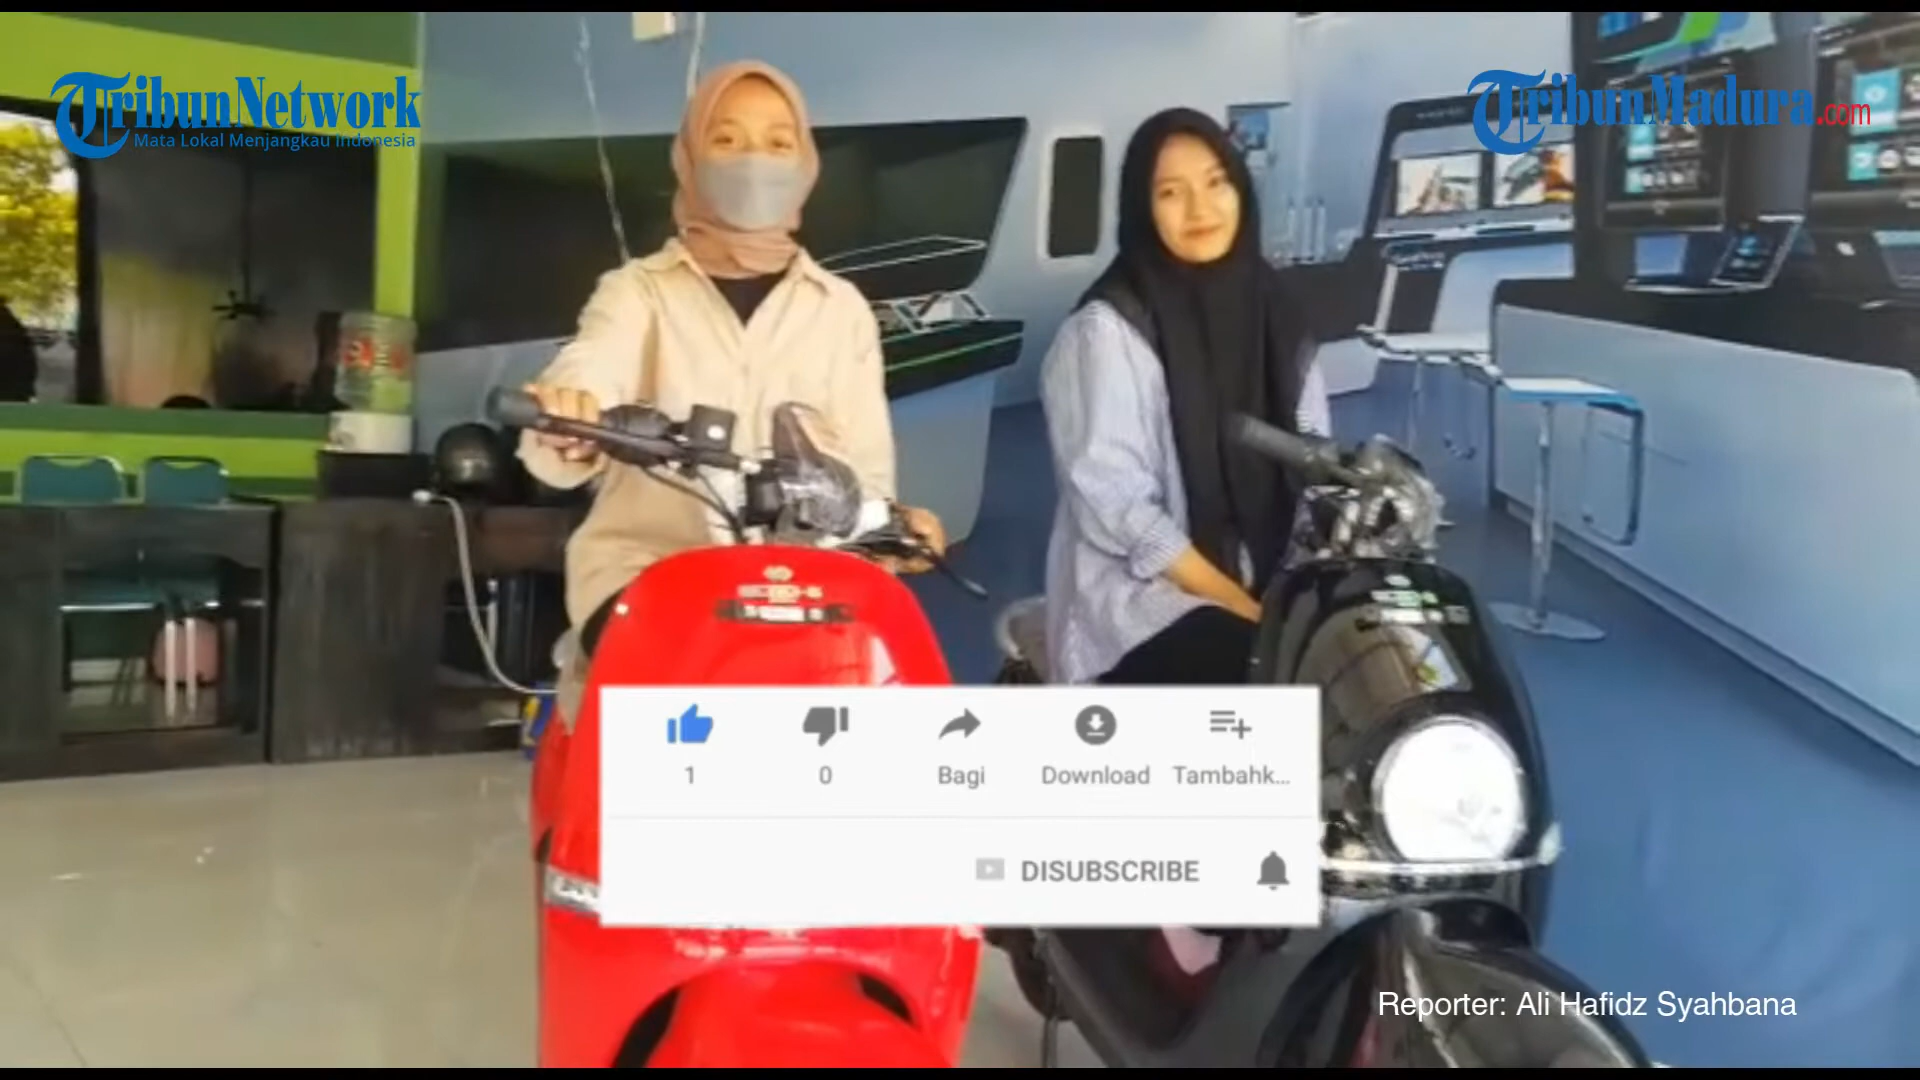 TribunNetwork
Mata Lokal Menjangkau Indonesia
TribunMadura.com
1
0
Bagi
Download
Tambahk...
DISUBSCRIBE
Reporter: Ali Hafidz Syahbana